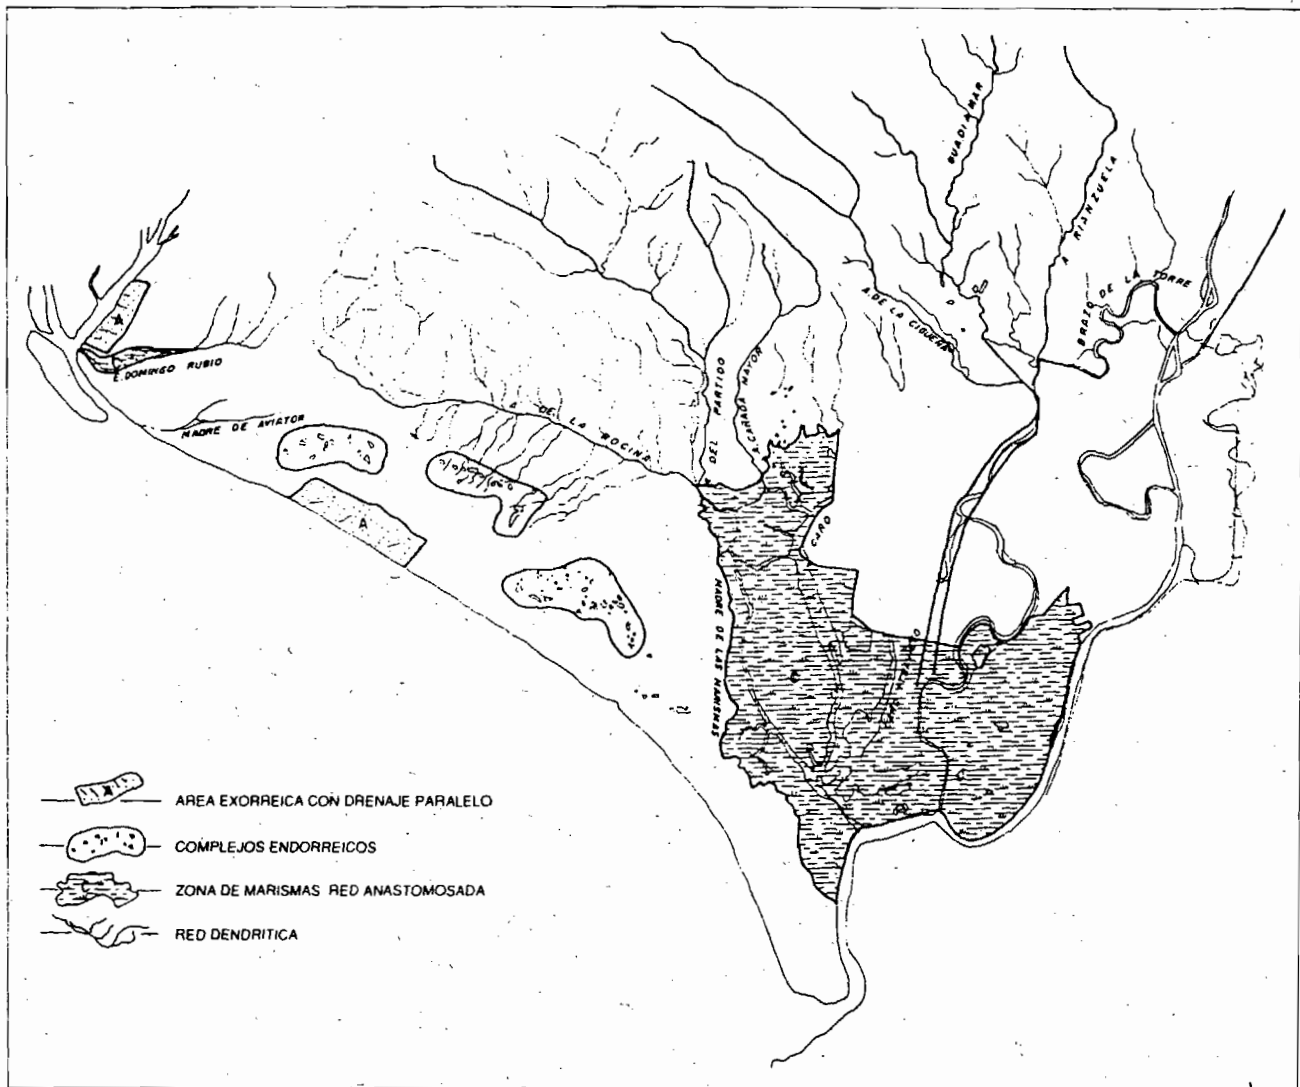 GUADIAMAR
A RIANZUELA
BRAZO DE LA TORRE
A. DE LA CIGUEÑA
A
E. DOMINGO RUBIO
MADRE DE AVIATOR
A. DE LA ROCINA
DEL PARTIDO
A. CAÑADA MAYOR
A
CARO
MADRE DE LAS MARISMAS
AREA EXORREICA CON DRENAJE PARALELO
COMPLEJOS ENDORREICOS
ZONA DE MARISMAS RED ANASTOMOSADA
RED DENDRITICA